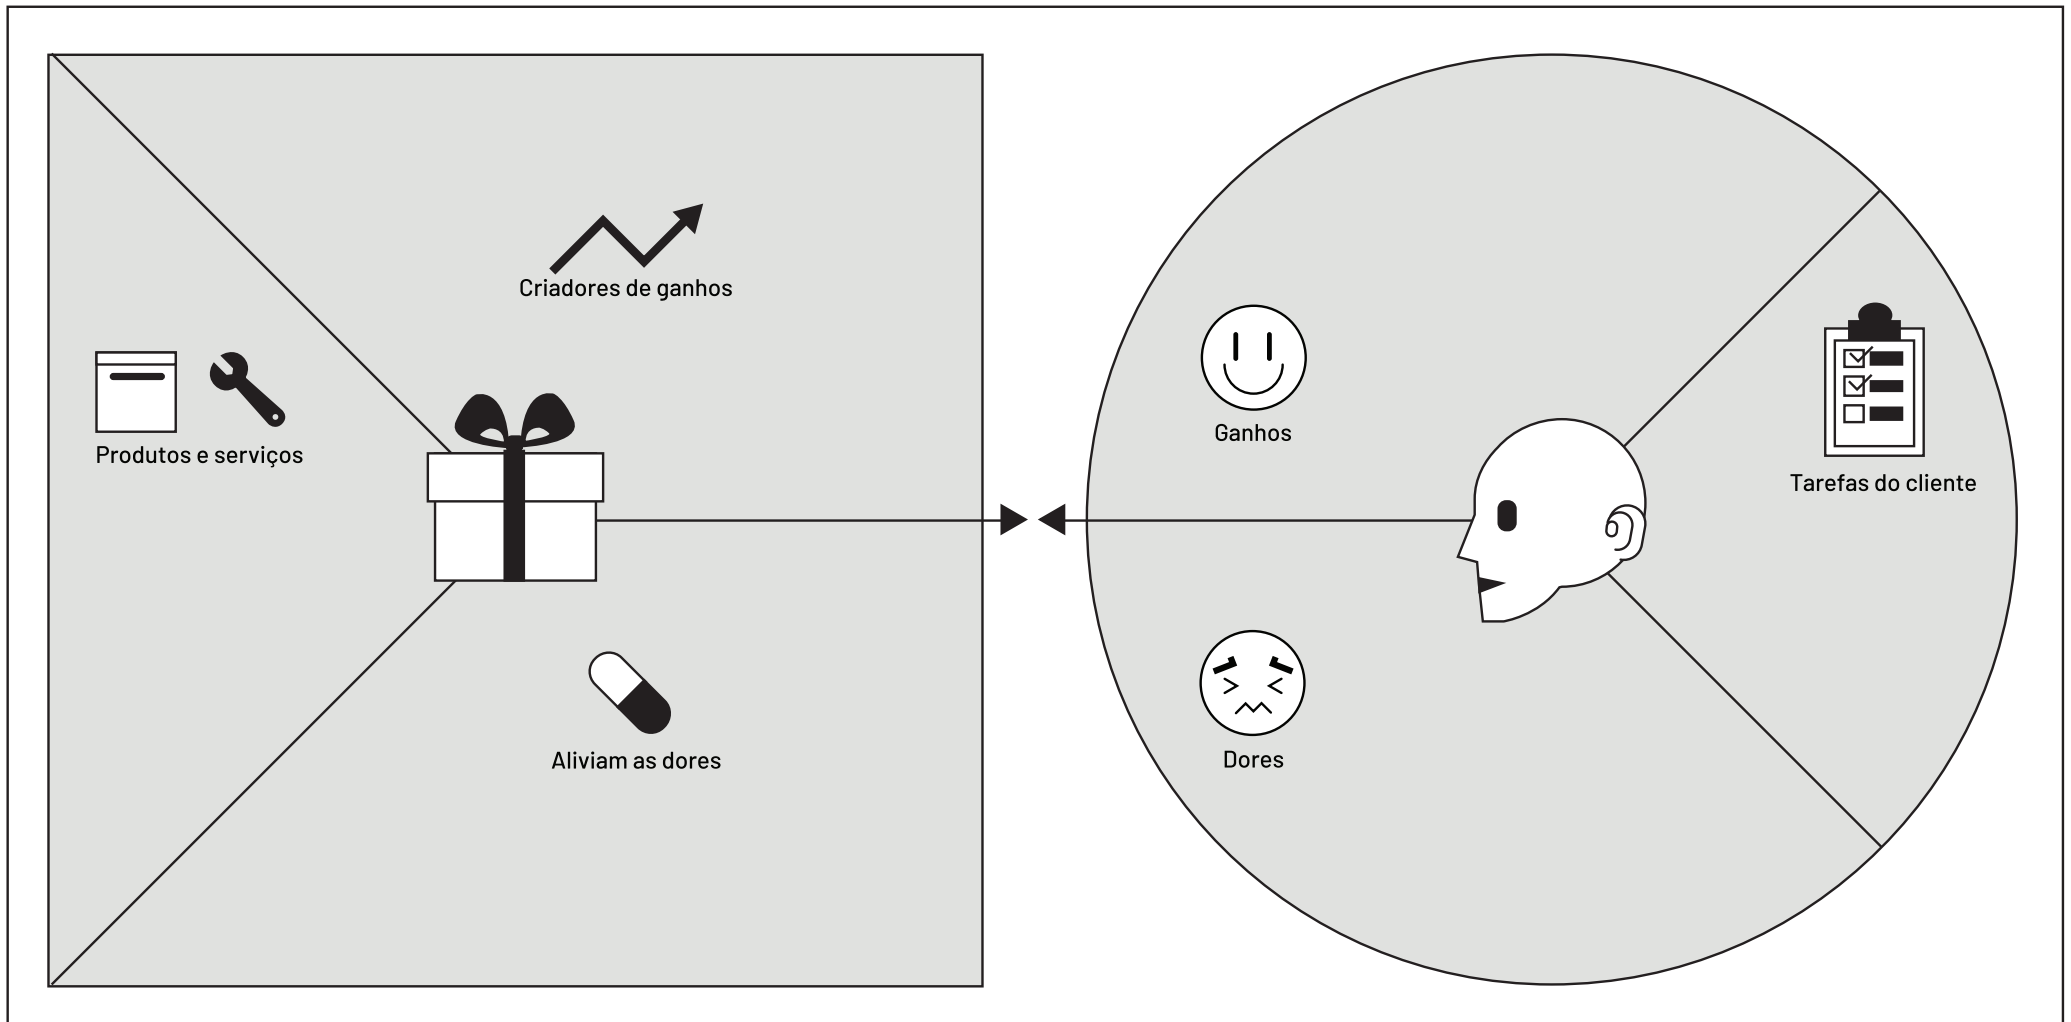 Criadores de ganhos
Produtos e serviços
Aliviam as dores
Ganhos
Tarefas do cliente
Dores